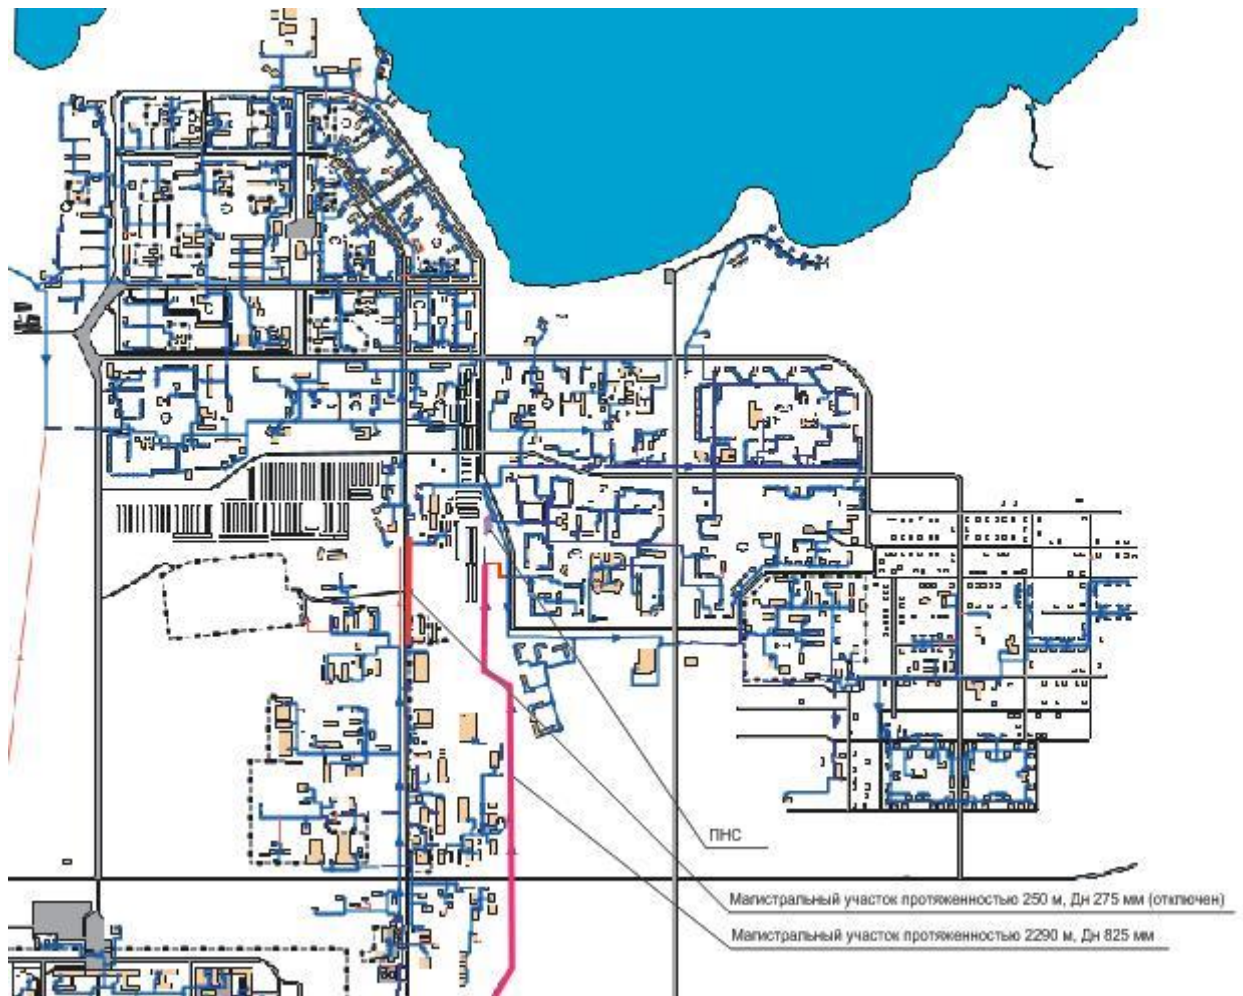 ПНС
Магистральный участок протяженностью 250 м, Дн 275 мм (отключен)
Магистральный участок протяженностью 2290 м, Дн 825 мм